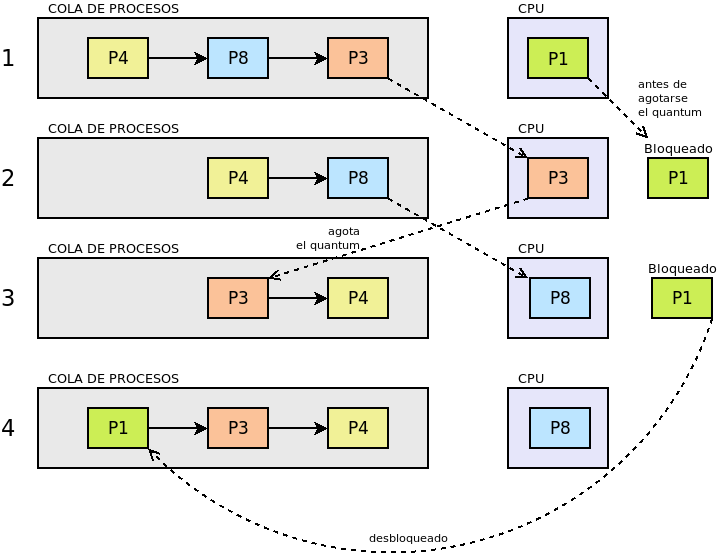 COLA DE PROCESOS
CPU
1
P4
P8
P3
P1
antes de
agotarse
el quantum
COLA DE PROCESOS
CPU
Bloqueado
2
P4
P8
P3
P1
agota
el quantum
COLA DE PROCESOS
CPU
Bloqueado
3
P3
P4
P8
P1
COLA DE PROCESOS
CPU
4
P1
P3
P4
P8
desbloqueado